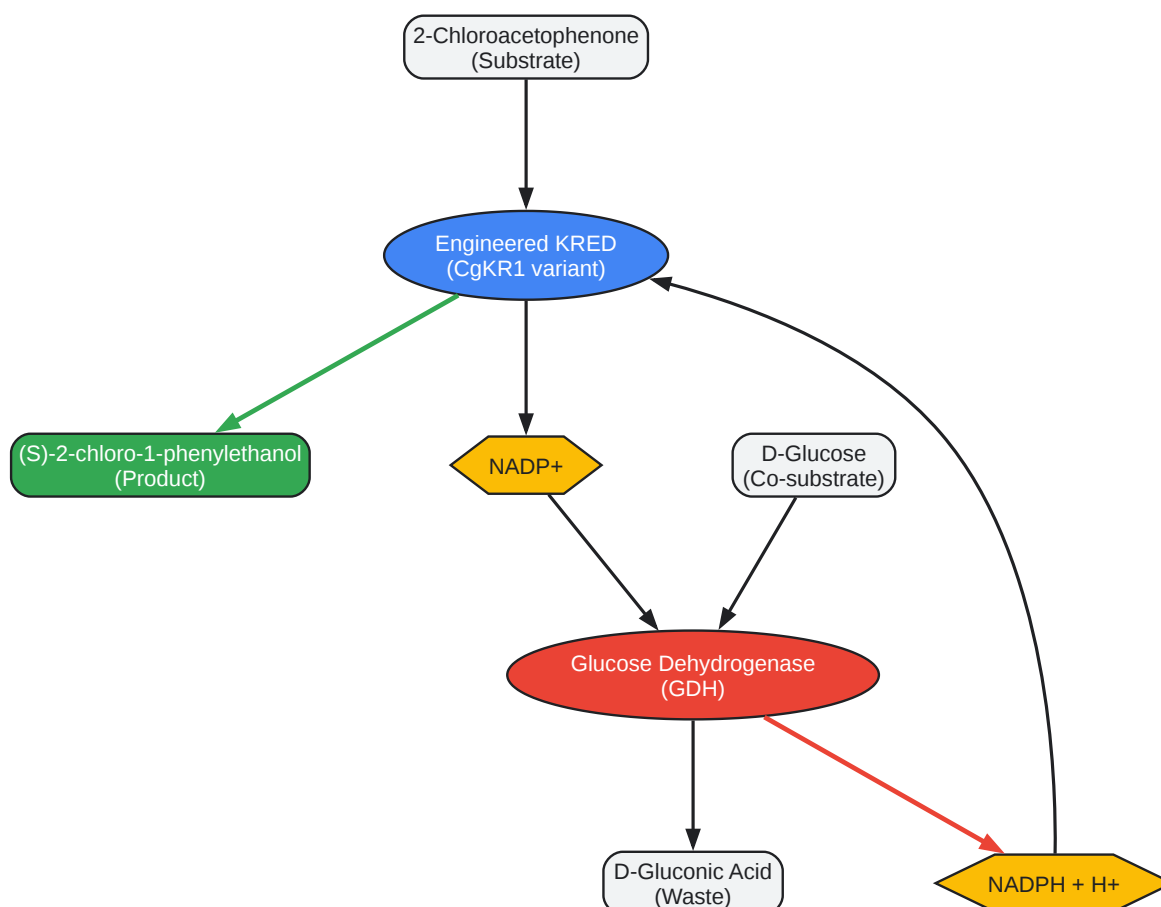 2-Chloroacetophenone
(Substrate)
Engineered KRED
(CgKR1 variant)
(S)-2-chloro-1-phenylethanol
(Product)
NADP+
D-Glucose
(Co-substrate)
Glucose Dehydrogenase
(GDH)
D-Gluconic Acid
(Waste)
NADPH + H+